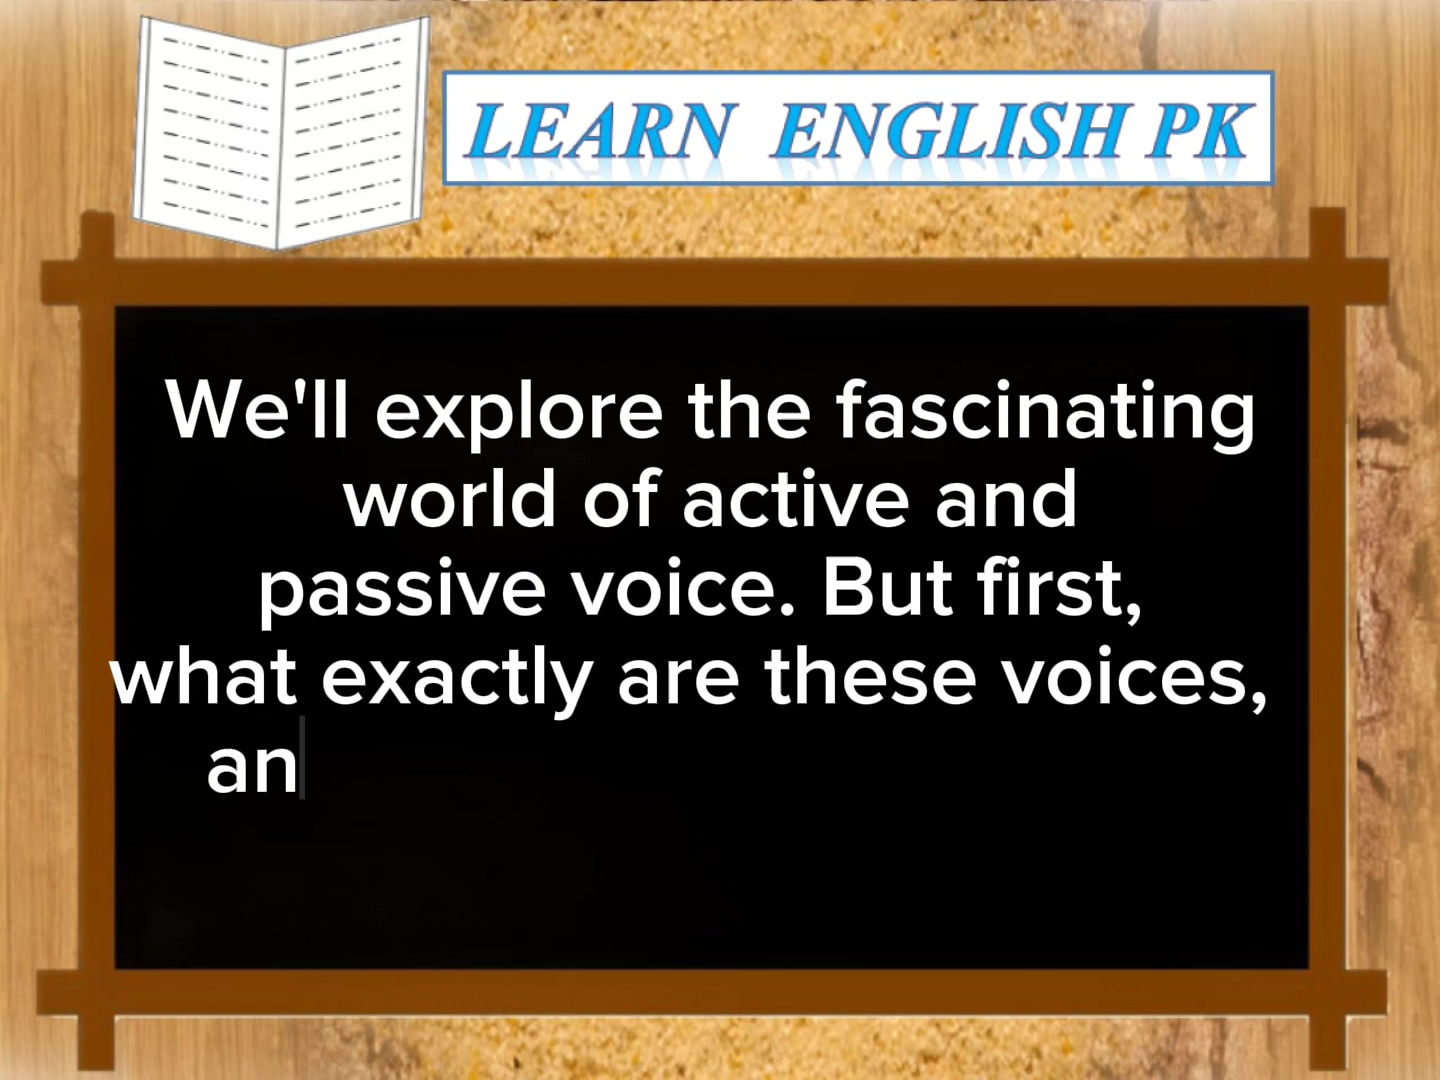 LEARN ENGLISH PK
We'll explore the fascinating
world of active and
passive voice. But first,
what exactly are these voices,
an